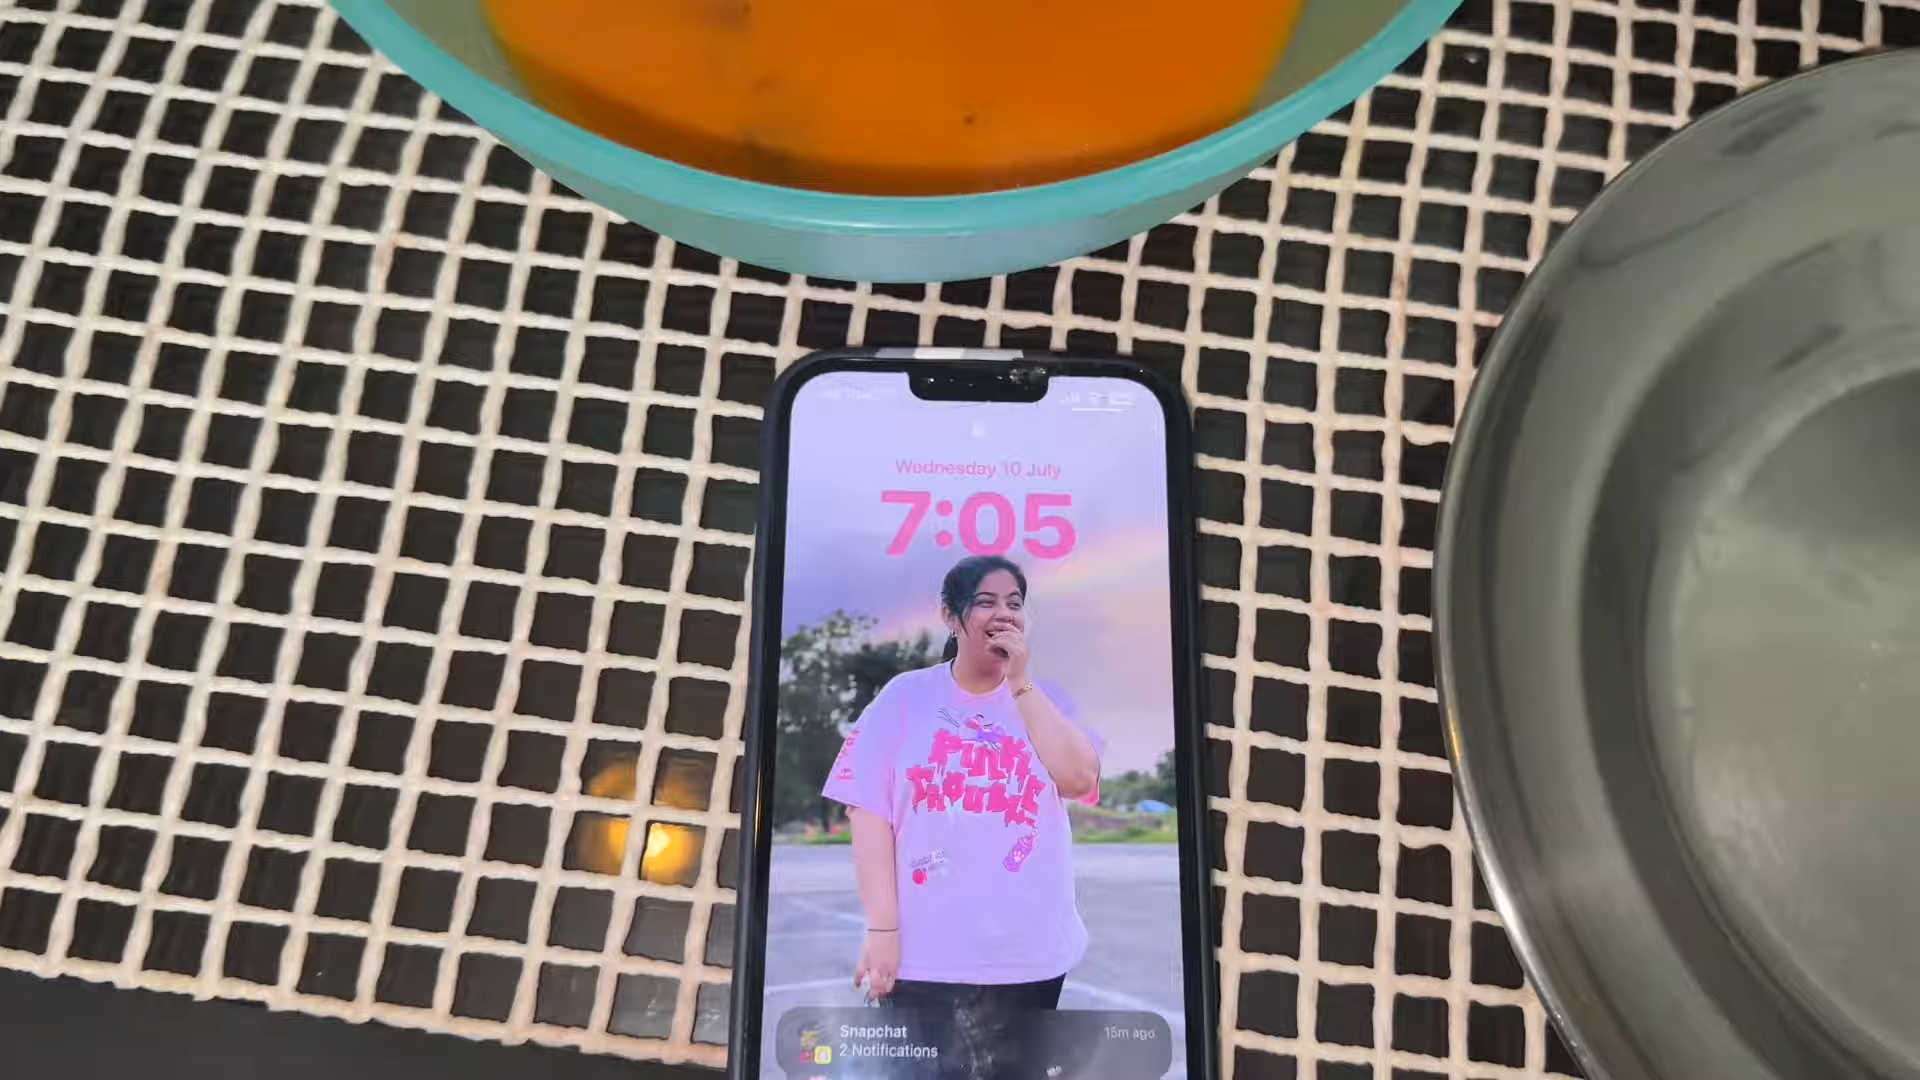 Wednesday 10 July
7:05
PINK
TROUBLE
Snapchat
15m ago
2 Notifications